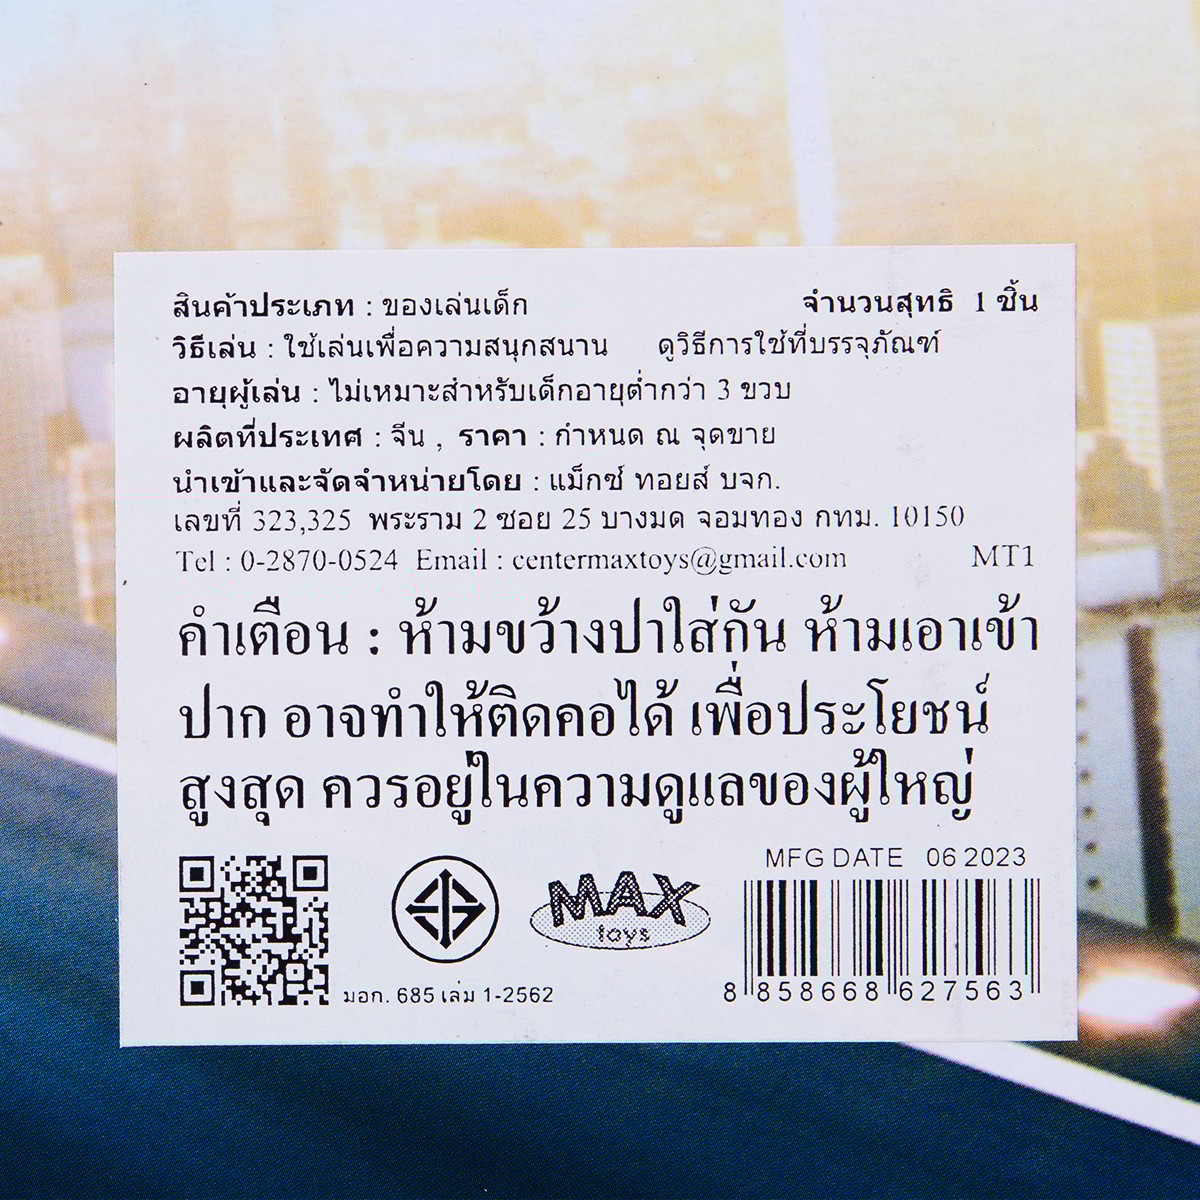 สินค้าประเภท : ของเล่นเด็ก จำนวนสุทธิ 1 ชิ้น
วิธีเล่น : ใช้เล่นเพื่อความสนุกสนาน ดูวิธีการใช้ที่บรรจุภัณฑ์
อายุผู้เล่น : ไม่เหมาะสำหรับเด็กอายุต่ำกว่า 3 ขวบ
ผลิตที่ประเทศ : จีน , ราคา : กำหนด ณ จุดขาย
นำเข้าและจัดจำหน่ายโดย : แม็กซ์ ทอยส์ บจก.
เลขที่ 323,325 พระราม 2 ซอย 25 บางมด จอมทอง กทม. 10150
Tel : 0-2870-0524 Email : centermaxtoys@gmail.com MT1
คำเตือน : ห้ามขว้างปาใส่กัน ห้ามเอาเข้า
ปาก อาจทำให้ติดคอได้ เพื่อประโยชน์
สูงสุด ควรอยู่ในความดูแลของผู้ใหญ่
MFG DATE 06 2023
MAX
toys
มอก. 685 เล่ม 1-2562
8 858668 627563